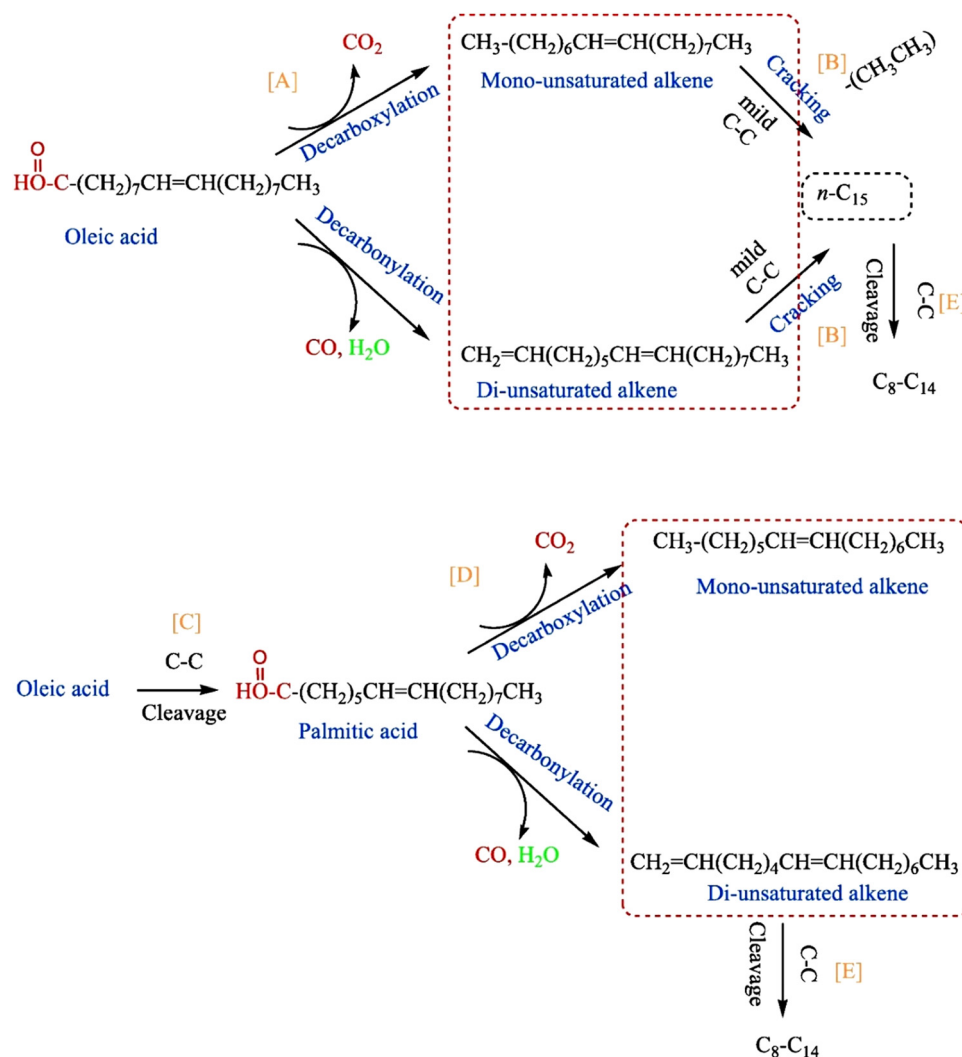 CO₂
CH₃-(CH₂)₆CH=CH(CH₂)₇CH₃
[A]
Decarboxylation
Mono-unsaturated alkene
Cracking
mild
C-C
[B]
-(CH₃CH₃)
O
HO-C-(CH₂)₇CH=CH(CH₂)₇CH₃
Oleic acid
n-C₁₅
Decarbonylation
CO, H₂O
mild
C-C
Cracking
[B]
Cleavage
C-C
[E]
CH₂=CH(CH₂)₅CH=CH(CH₂)₇CH₃
Di-unsaturated alkene
C₈-C₁₄
CO₂
CH₃-(CH₂)₅CH=CH(CH₂)₆CH₃
[D]
Decarboxylation
Mono-unsaturated alkene
[C]
C-C
Oleic acid
Cleavage
O
HO-C-(CH₂)₅CH=CH(CH₂)₇CH₃
Palmitic acid
Decarbonylation
CO, H₂O
CH₂=CH(CH₂)₄CH=CH(CH₂)₆CH₃
Di-unsaturated alkene
Cleavage
C-C
[E]
C₈-C₁₄